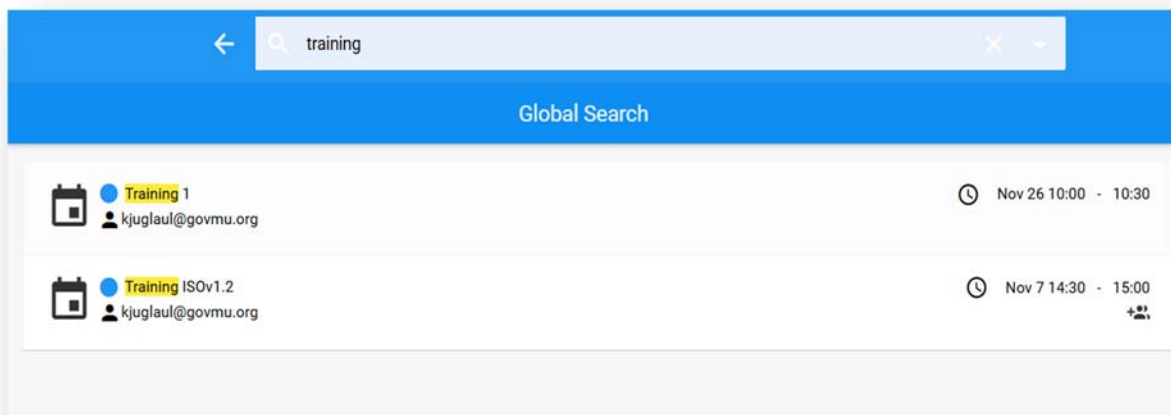 training
Global Search
Training 1
Nov 26 10:00 - 10:30
kjuglaul@govmu.org
Training ISOv1.2
Nov 7 14:30 - 15:00
kjuglaul@govmu.org